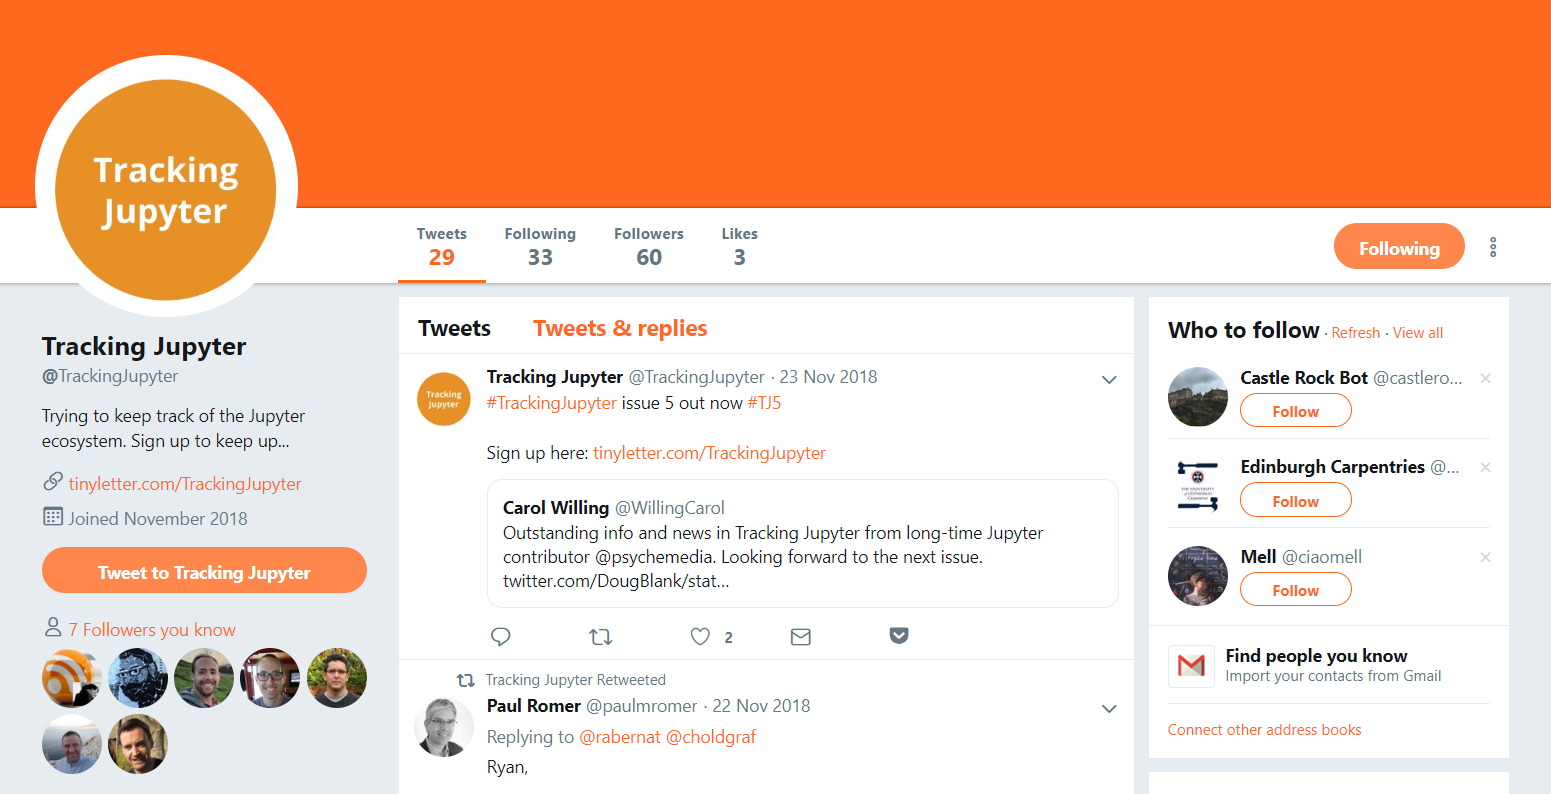 Tracking
Jupyter
Tweets
29
Following
33
Followers
60
Likes
3
Following
Tracking Jupyter
@TrackingJupyter
Trying to keep track of the Jupyter
ecosystem. Sign up to keep up...
tinyletter.com/TrackingJupyter
Joined November 2018
Tweet to Tracking Jupyter
7 Followers you know
Tweets
Tweets & replies
Tracking
Jupyter
Tracking Jupyter @TrackingJupyter · 23 Nov 2018
#TrackingJupyter issue 5 out now #TJ5
Sign up here: tinyletter.com/TrackingJupyter
Carol Willing @WillingCarol
Outstanding info and news in Tracking Jupyter from long-time Jupyter
contributor @psychemedia. Looking forward to the next issue.
twitter.com/DougBlank/stat...
2
Tracking Jupyter Retweeted
Paul Romer @paulmromer · 22 Nov 2018
Replying to @rabernat @choldgraf
Ryan,
Who to follow · Refresh · View all
Castle Rock Bot @castlero...
Follow
THE UNIVERSITY
of EDINBURGH
Carpentries
Edinburgh Carpentries @...
Follow
Mell @ciaomell
Follow
Find people you know
Import your contacts from Gmail
Connect other address books